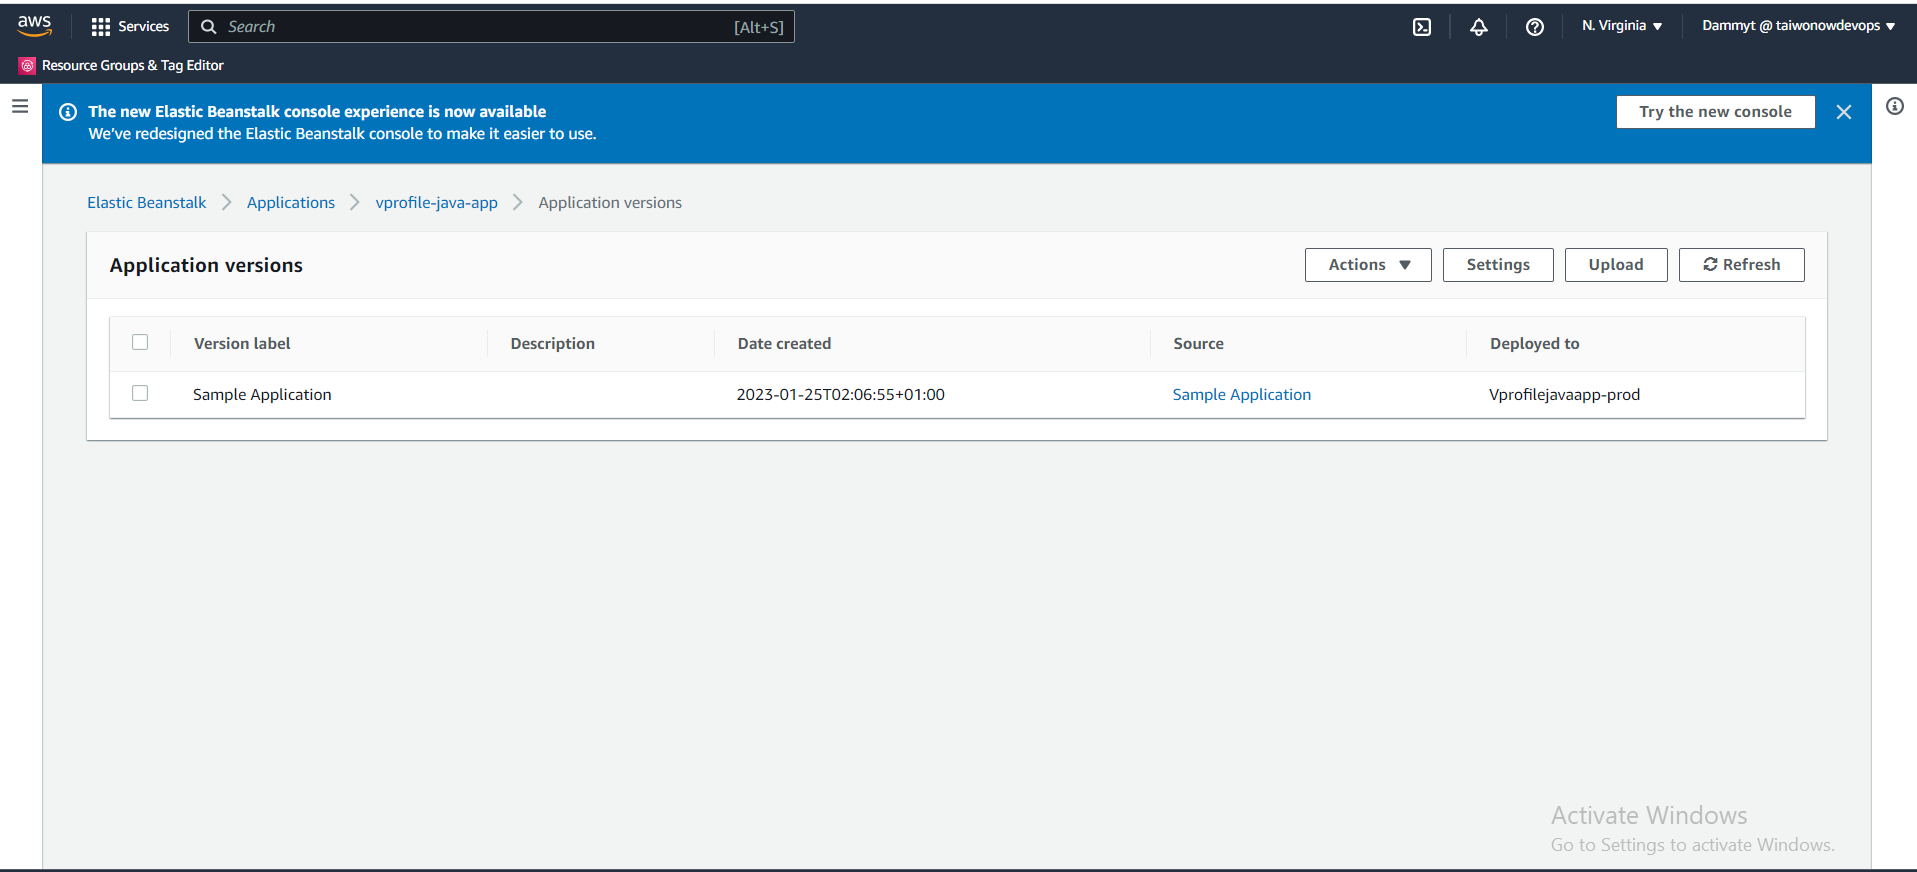 aws
Services
Search [Alt+S]
N. Virginia
Dammyt @ taiwonowdevops
Resource Groups & Tag Editor
The new Elastic Beanstalk console experience is now available
We've redesigned the Elastic Beanstalk console to make it easier to use.
Try the new console
Elastic Beanstalk
Applications
vprofile-java-app
Application versions
Application versions
Actions
Settings
Upload
Refresh
Version label Description Date created Source Deployed to
Sample Application 2023-01-25T02:06:55+01:00 Sample Application Vprofilejavaapp-prod
Activate Windows
Go to Settings to activate Windows.